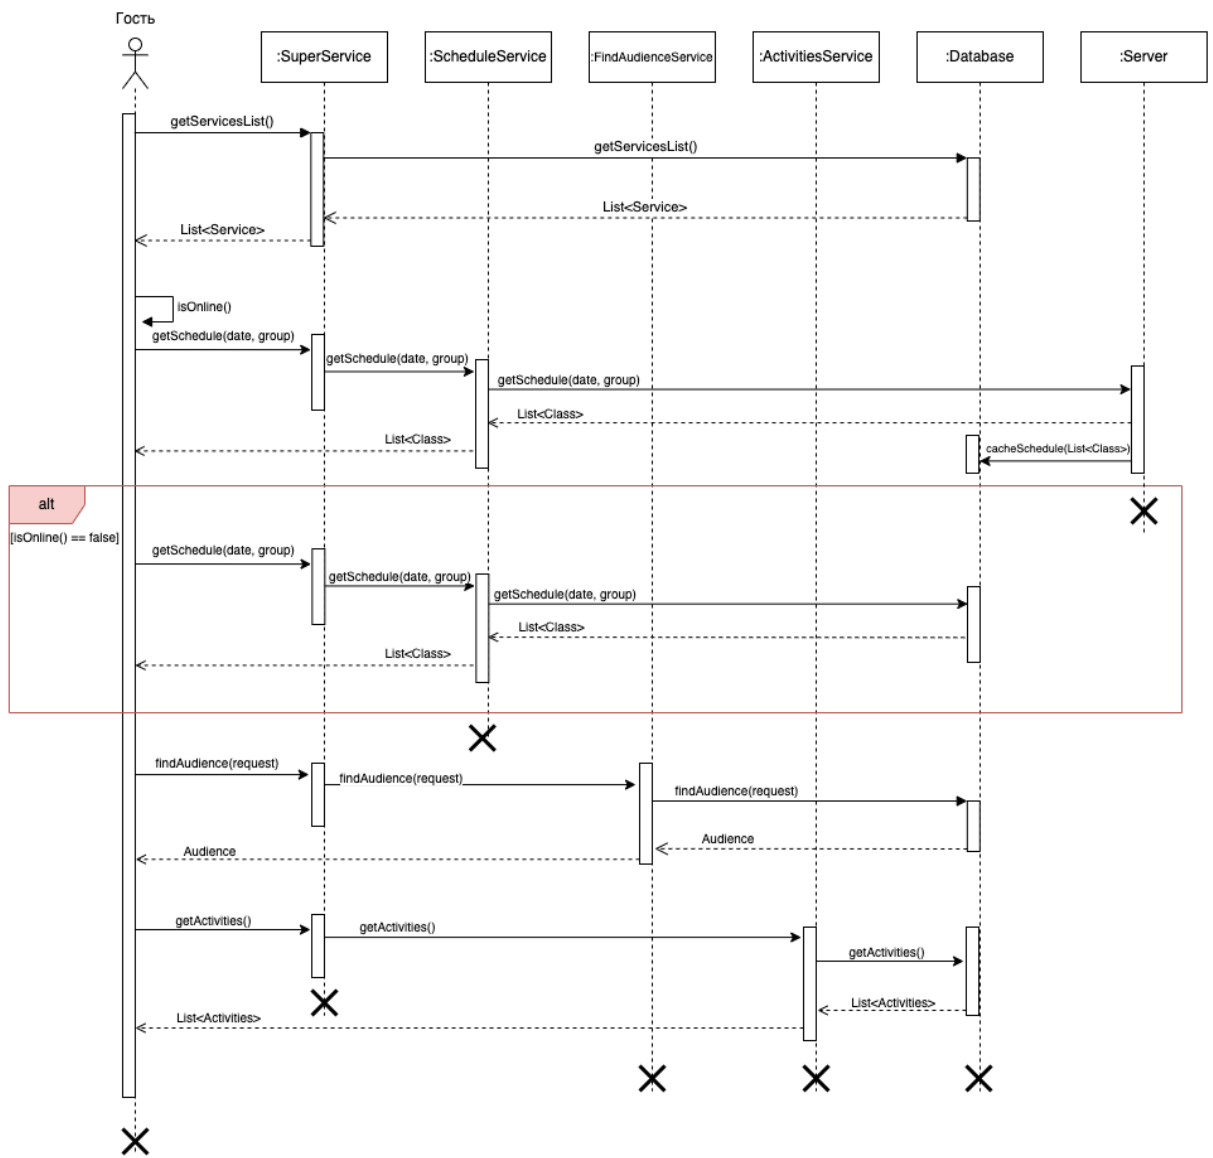 Гость
:SuperService
:ScheduleService
:FindAudienceService
:ActivitiesService
:Database
:Server
getServicesList()
getServicesList()
List<Service>
List<Service>
isOnline()
getSchedule(date, group)
getSchedule(date, group)
getSchedule(date, group)
List<Class>
List<Class>
cacheSchedule(List<Class>)
alt
[isOnline() == false]
getSchedule(date, group)
getSchedule(date, group)
getSchedule(date, group)
List<Class>
List<Class>
findAudience(request)
findAudience(request)
findAudience(request)
Audience
Audience
getActivities()
getActivities()
getActivities()
List<Activities>
List<Activities>